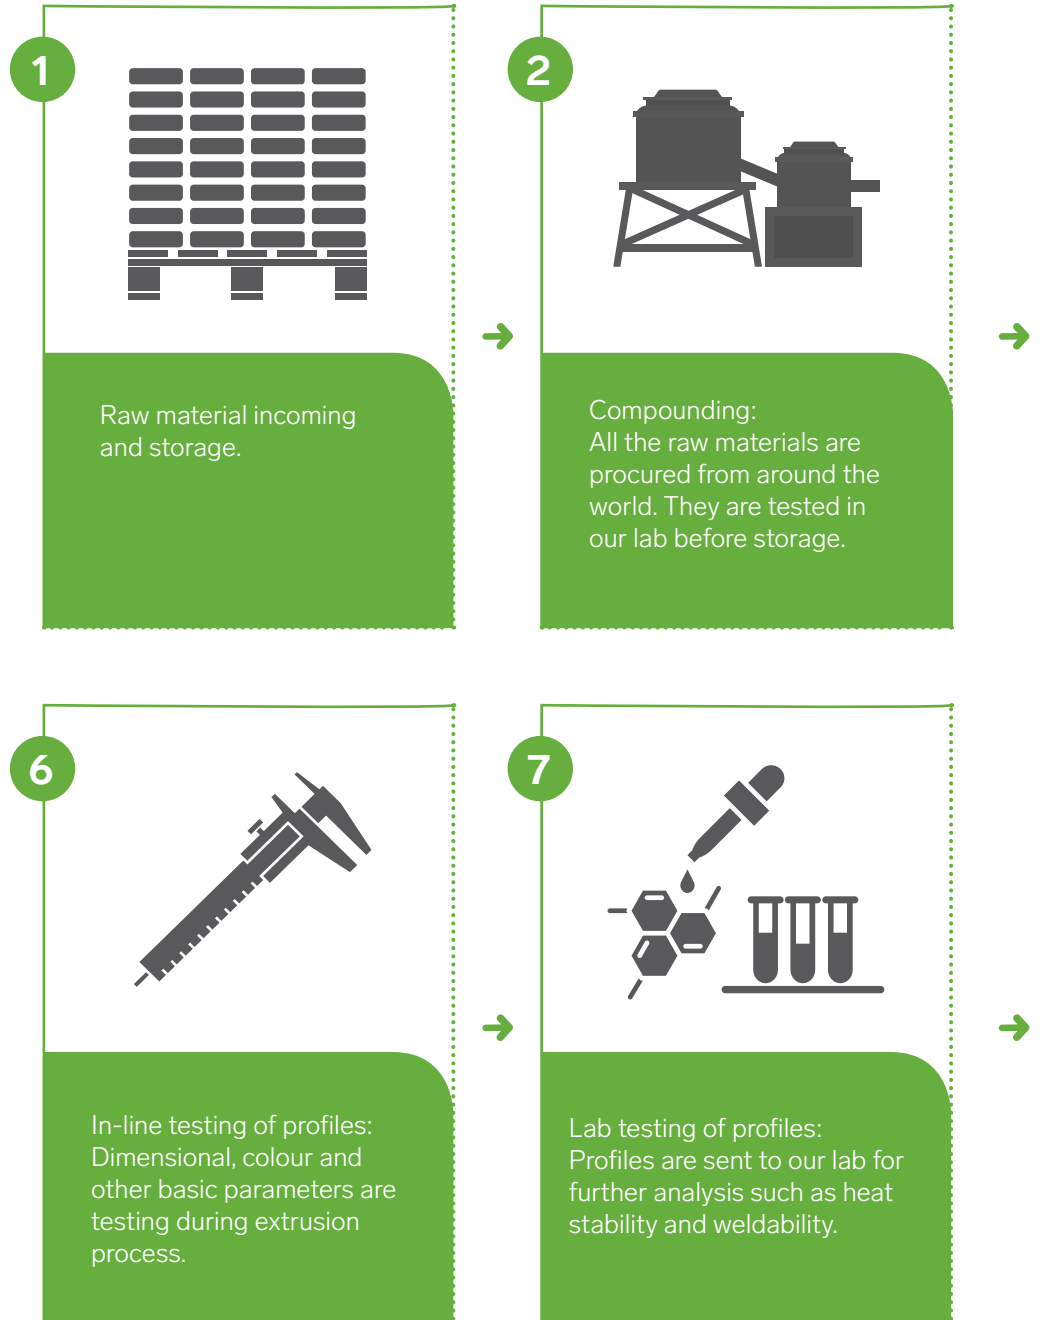 1
Raw material incoming
and storage.
2
Compounding:
All the raw materials are
procured from around the
world. They are tested in
our lab before storage.
6
In-line testing of profiles:
Dimensional, colour and
other basic parameters are
testing during extrusion
process.
7
Lab testing of profiles:
Profiles are sent to our lab for
further analysis such as heat
stability and weldability.